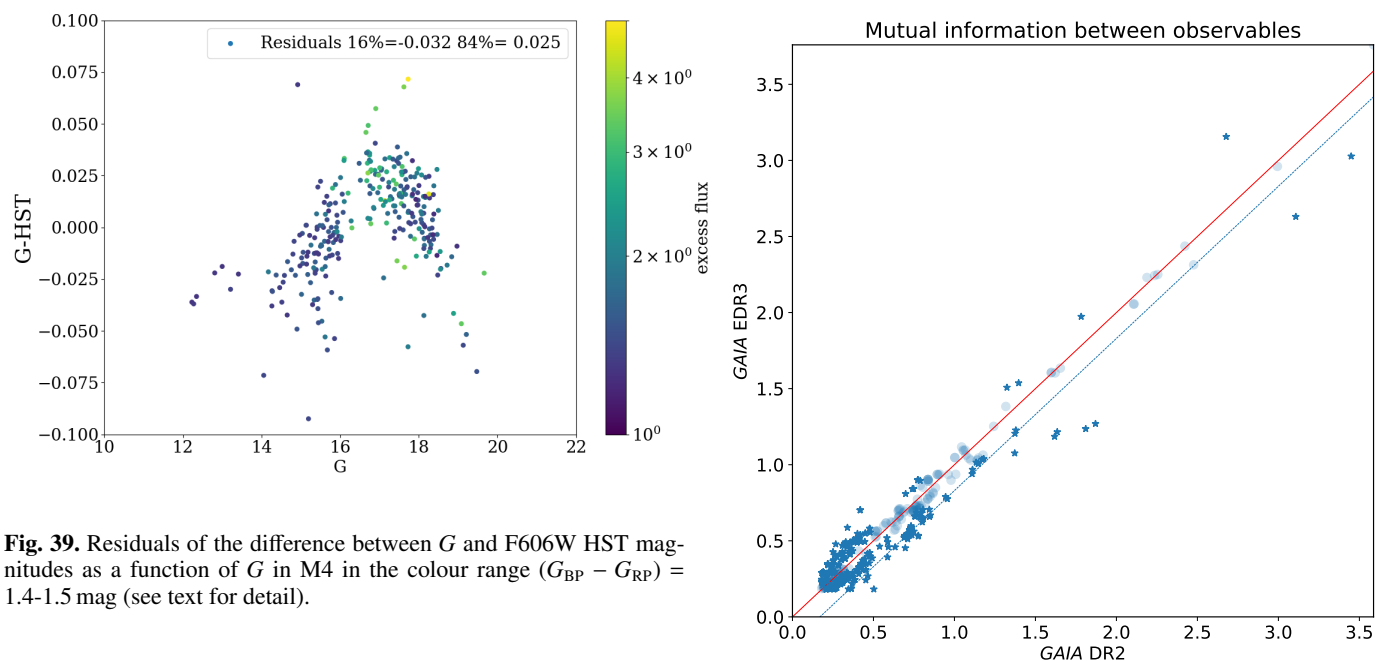 0.100
0.075
0.050
0.025
0.000
−0.025
−0.050
−0.075
−0.100
G-HST
Residuals 16%=-0.032 84%= 0.025
10 12 14 16 18 20 22
G
4 × 10⁰
3 × 10⁰
2 × 10⁰
10⁰
excess flux
Fig. 39. Residuals of the difference between G and F606W HST mag-
nitudes as a function of G in M4 in the colour range (G_BP − G_RP) =
1.4-1.5 mag (see text for detail).
Mutual information between observables
3.5
3.0
2.5
2.0
1.5
1.0
0.5
0.0
GAIA EDR3
0.0 0.5 1.0 1.5 2.0 2.5 3.0 3.5
GAIA DR2